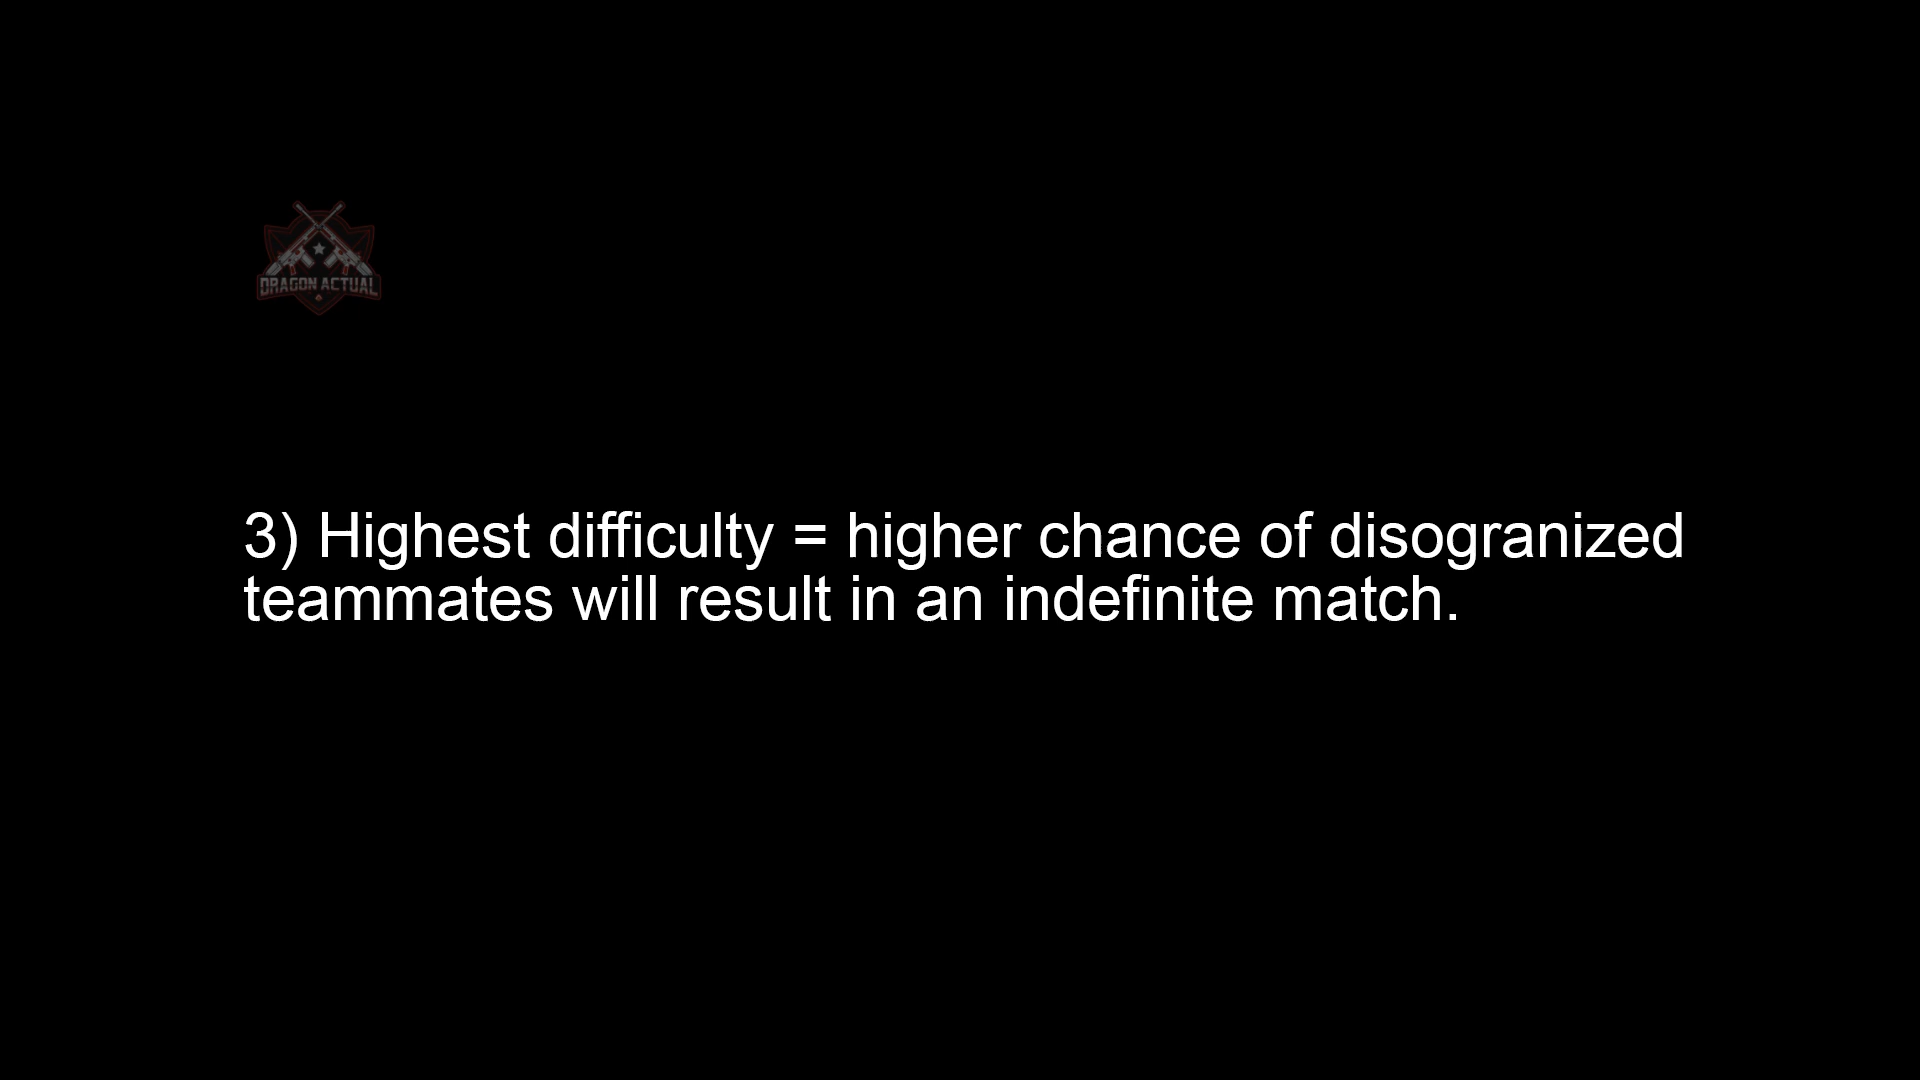 DRAGON ACTUAL
3) Highest difficulty = higher chance of disogranized
teammates will result in an indefinite match.